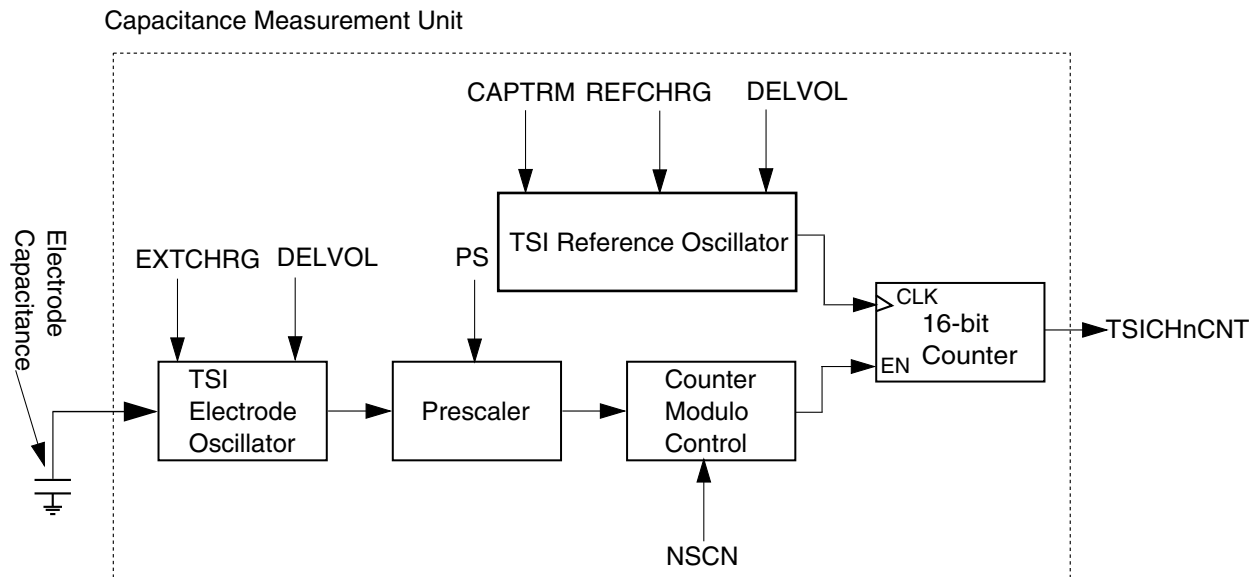 Capacitance Measurement Unit
CAPTRM REFCHRG DELVOL
TSI Reference Oscillator
Electrode
Capacitance
EXTCHRG DELVOL
PS
CLK
16-bit
Counter
EN
TSICHnCNT
TSI
Electrode
Oscillator
Prescaler
Counter
Modulo
Control
NSCN